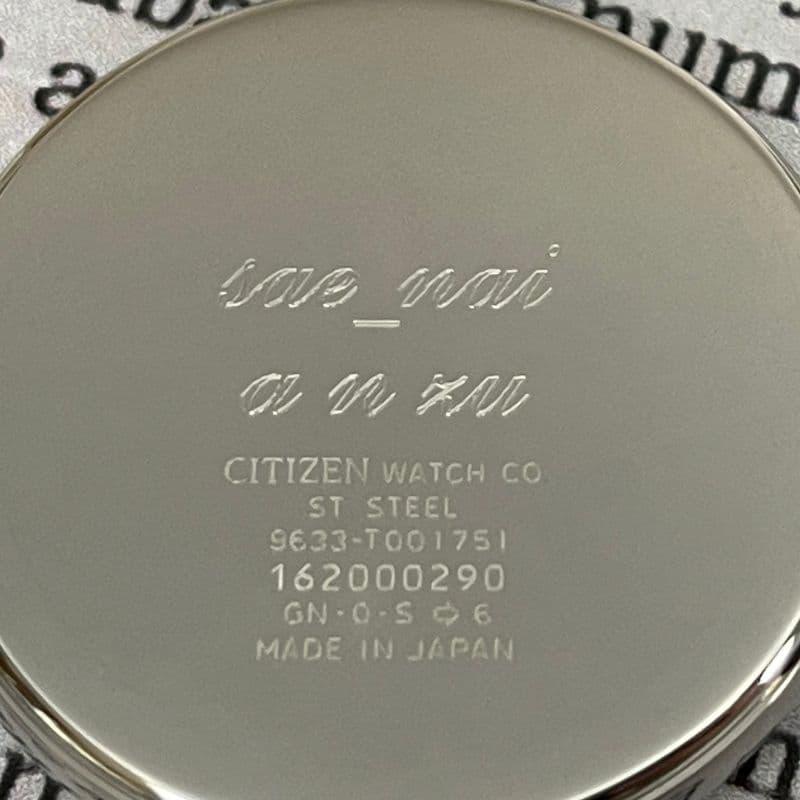 sae_nai
a n zu
CITIZEN WATCH CO
ST STEEL
9633-T001751
162000290
GN-0-S ➩ 6
MADE IN JAPAN